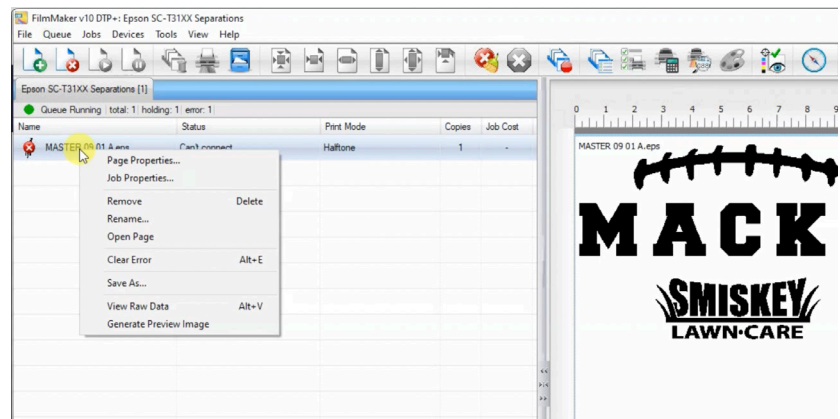 FilmMaker v10 DTP+: Epson SC-T31XX Separations
File Queue Jobs Devices Tools View Help
Epson SC-T31XX Separations [1]
Queue Running total: 1 holding: 1 error: 1
Name Status Print Mode Copies Job Cost
MASTER 09 01 A.eps Can't connect Halftone 1 -
Page Properties...
Job Properties...
Remove Delete
Rename...
Open Page
Clear Error Alt+E
Save As...
View Raw Data Alt+V
Generate Preview Image
0 1 2 3 4 5 6 7 8 9
MASTER 09 01 A.eps
MACK
SMISKEY
LAWN•CARE